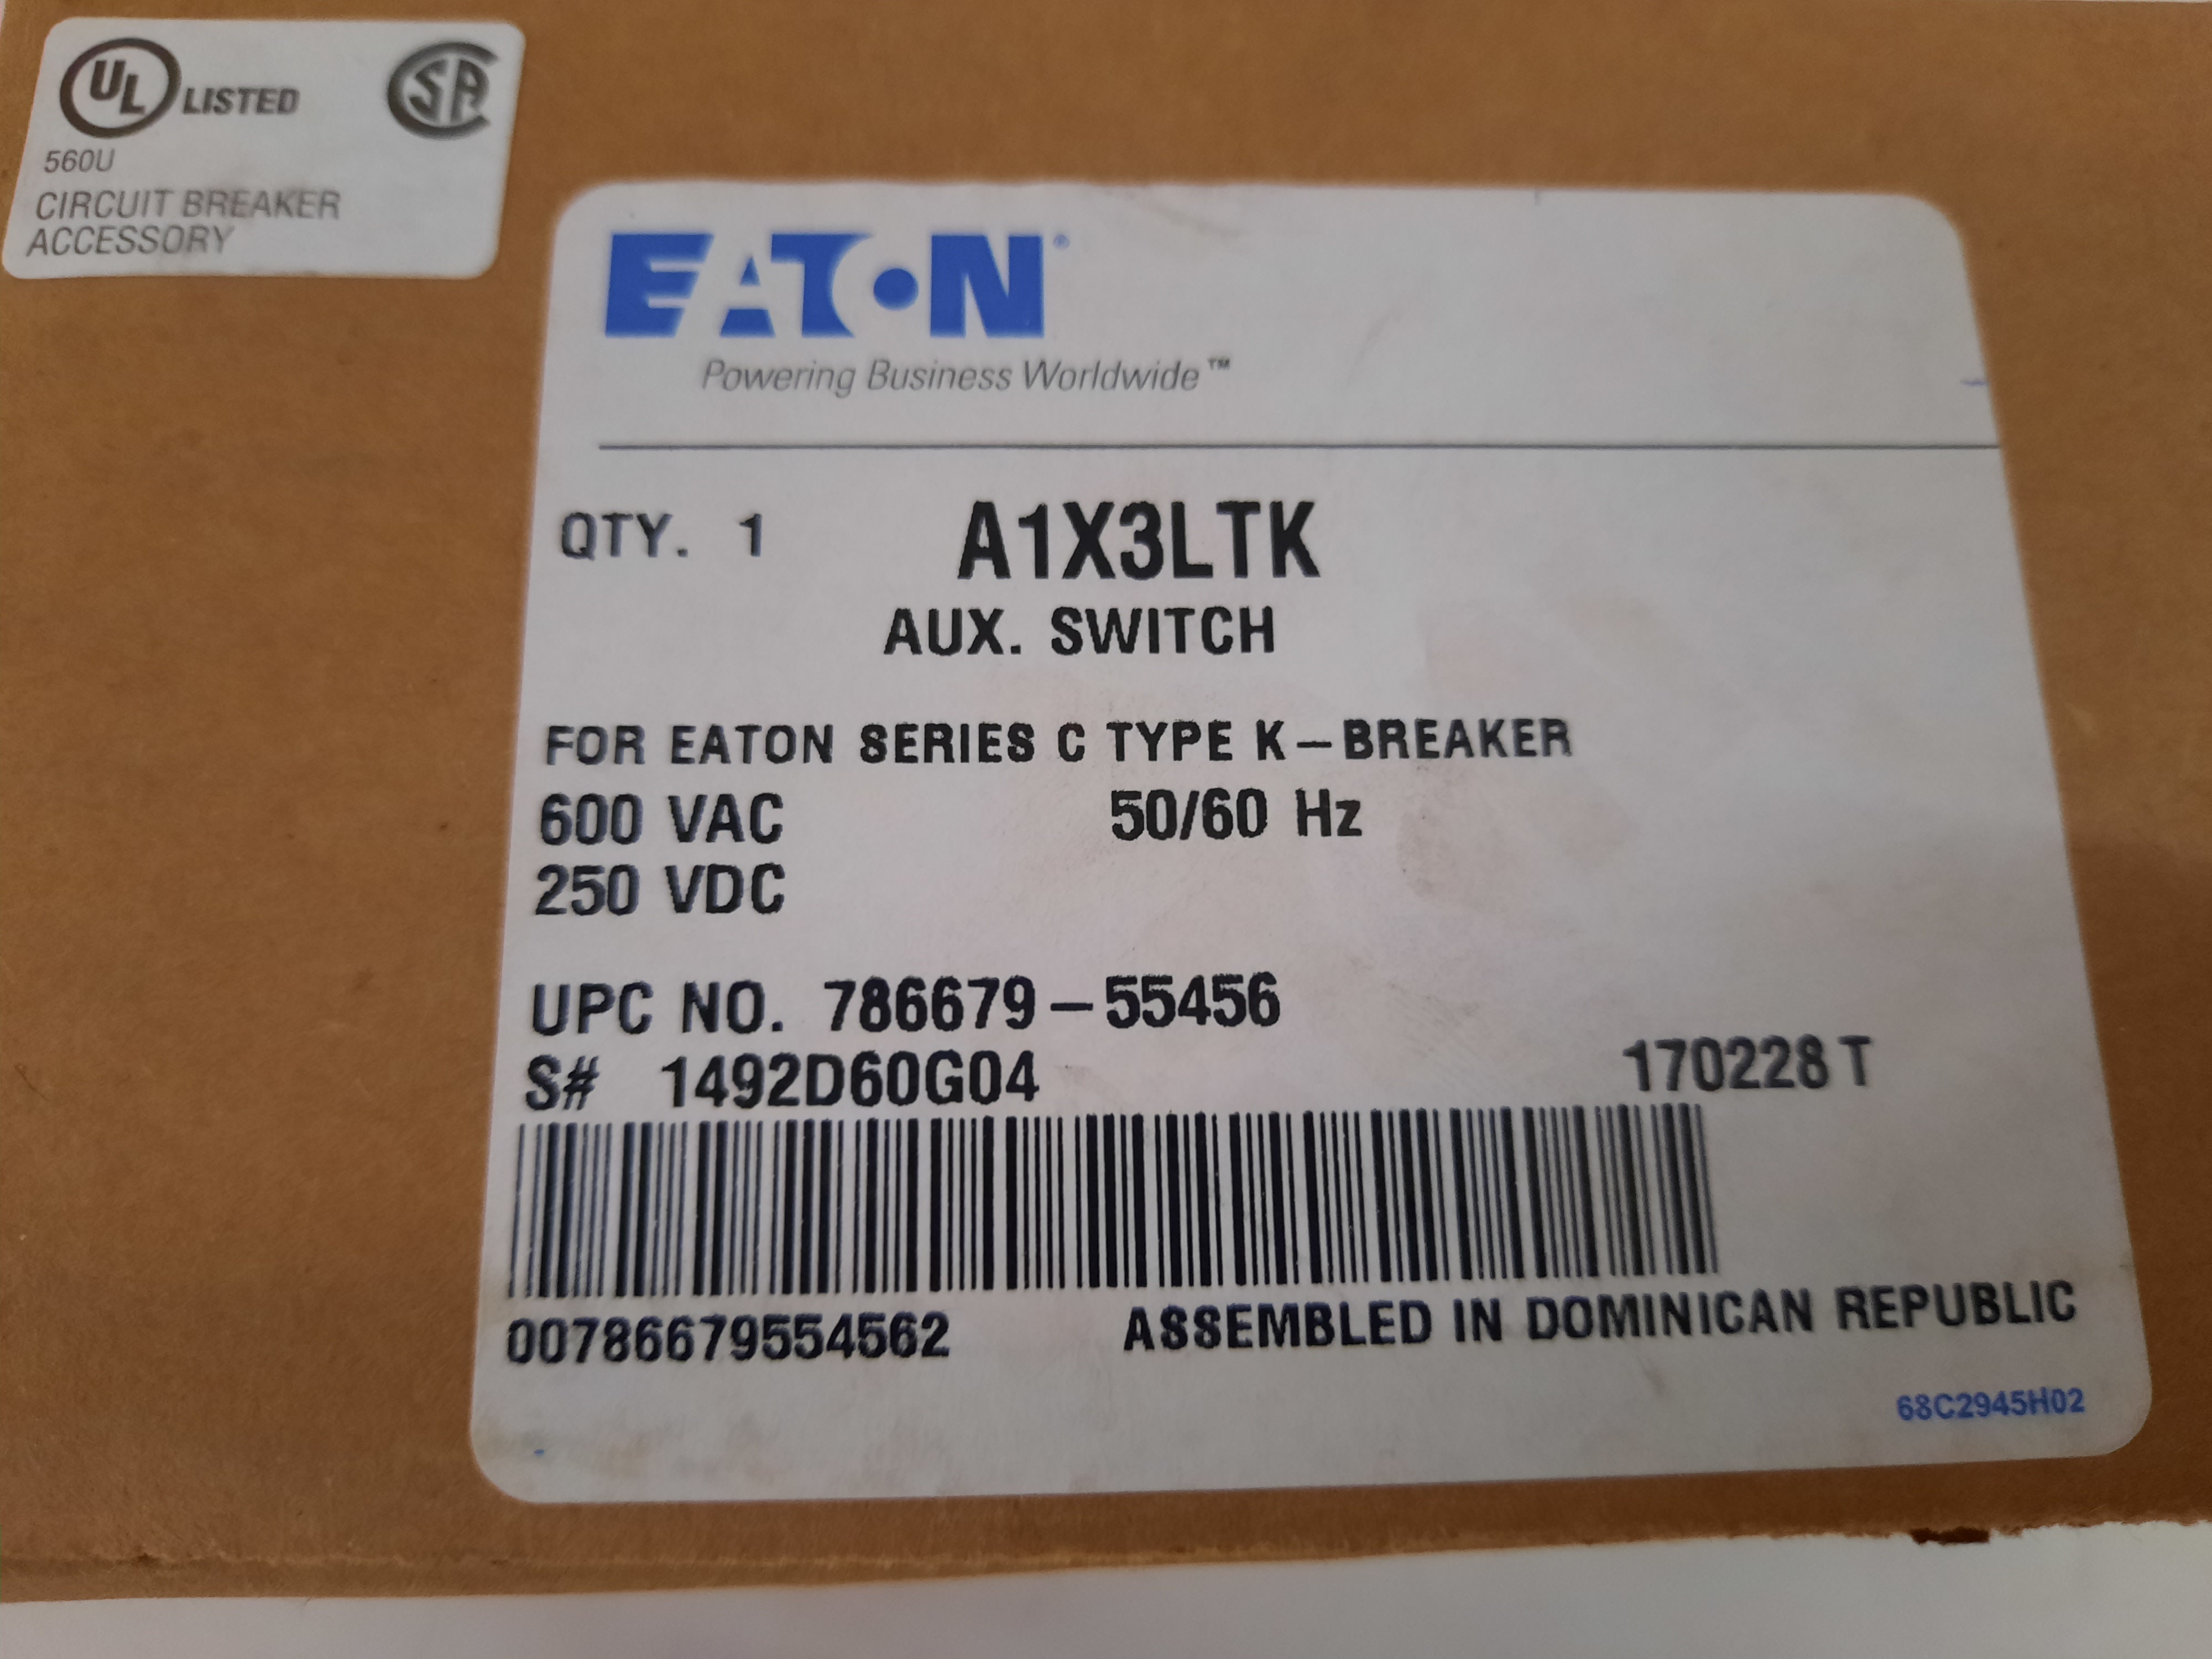 UL LISTED
SA
560U
CIRCUIT BREAKER
ACCESSORY
EATON®
Powering Business Worldwide™
QTY. 1 A1X3LTK
AUX. SWITCH
FOR EATON SERIES C TYPE K-BREAKER
600 VAC 50/60 Hz
250 VDC
UPC NO. 786679-55456
S# 1492D60G04 170228 T
00786679554562 ASSEMBLED IN DOMINICAN REPUBLIC
68C2945H02